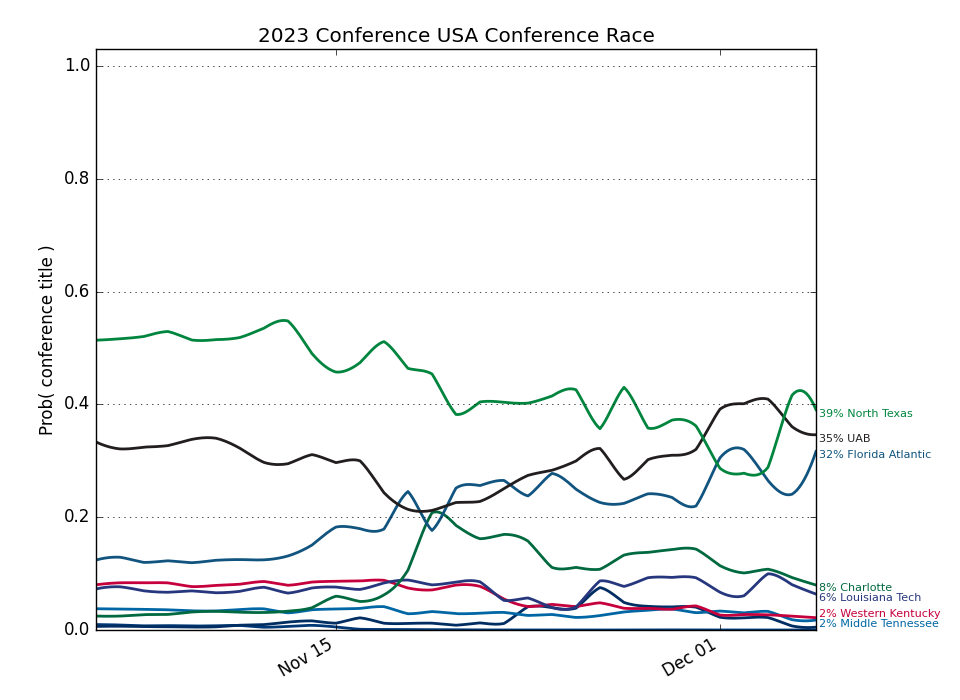 2023 Conference USA Conference Race
Prob( conference title )
1.0
0.8
0.6
0.4
0.2
0.0
Nov 15
Dec 01
39% North Texas
35% UAB
32% Florida Atlantic
8% Charlotte
6% Louisiana Tech
2% Western Kentucky
2% Middle Tennessee